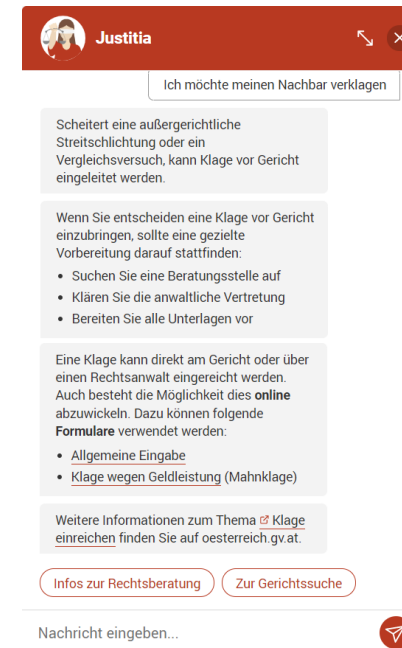 Justitia
Ich möchte meinen Nachbar verklagen
Scheitert eine außergerichtliche
Streitschlichtung oder ein
Vergleichsversuch, kann Klage vor Gericht
eingeleitet werden.
Wenn Sie entscheiden eine Klage vor Gericht
einzubringen, sollte eine gezielte
Vorbereitung darauf stattfinden:
• Suchen Sie eine Beratungsstelle auf
• Klären Sie die anwaltliche Vertretung
• Bereiten Sie alle Unterlagen vor
Eine Klage kann direkt am Gericht oder über
einen Rechtsanwalt eingereicht werden.
Auch besteht die Möglichkeit dies online
abzuwickeln. Dazu können folgende
Formulare verwendet werden:
• Allgemeine Eingabe
• Klage wegen Geldleistung (Mahnklage)
Weitere Informationen zum Thema Klage
einreichen finden Sie auf oesterreich.gv.at.
Infos zur Rechtsberatung Zur Gerichtssuche
Nachricht eingeben...